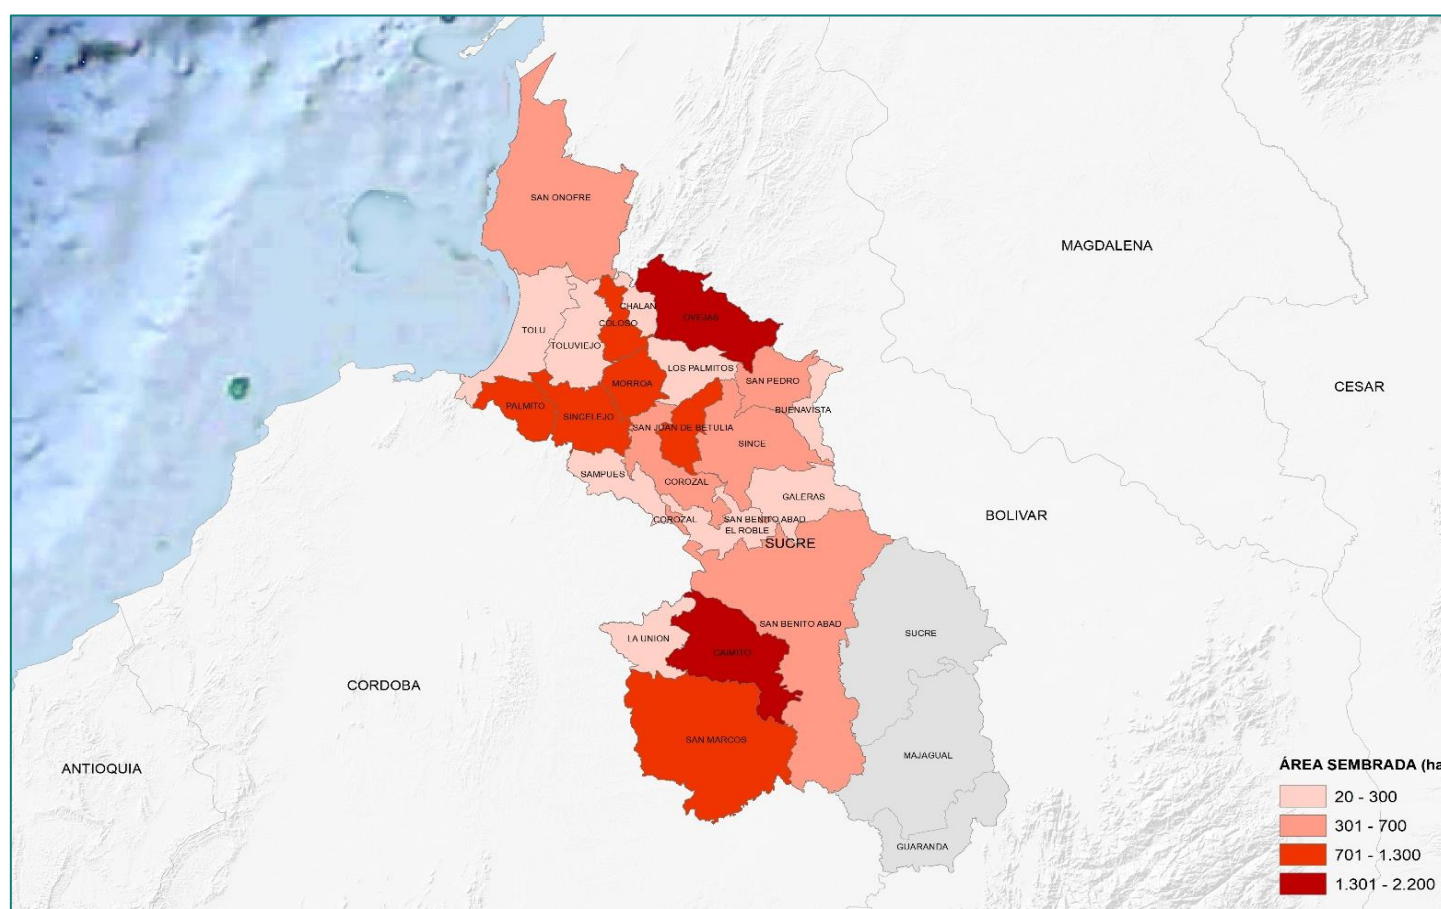 SAN ONOFRE
MAGDALENA
CHALAN
OVEJAS
COLOSO
TOLU
TOLUVIEJO
LOS PALMITOS
SAN PEDRO
MORROA
CESAR
PALMITO
BUENAVISTA
SINCELEJO
SAN JUAN DE BETULIA
SINCE
SAMPUES
COROZAL
GALERAS
COROZAL
SAN BENITO ABAD
BOLIVAR
EL ROBLE
SUCRE
SAN BENITO ABAD
SUCRE
LA UNION
CAIMITO
CORDOBA
SAN MARCOS
MAJAGUAL
ANTIOQUIA
GUARANDA
ÁREA SEMBRADA (ha
20 - 300
301 - 700
701 - 1.300
1.301 - 2.200